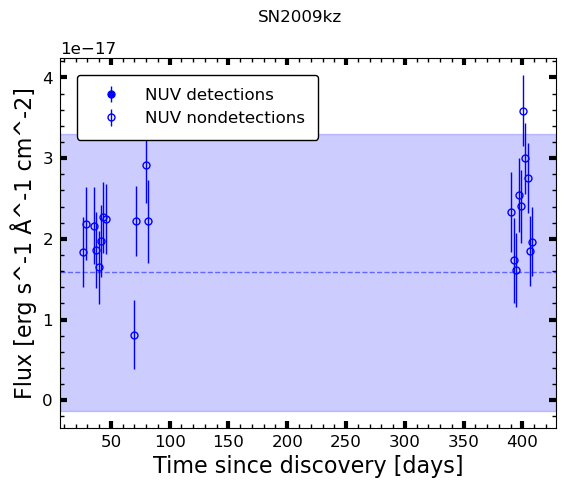 SN2009kz
1e−17
NUV detections
NUV nondetections
Flux [erg s^-1 Å^-1 cm^-2]
4
3
2
1
0
50 100 150 200 250 300 350 400
Time since discovery [days]